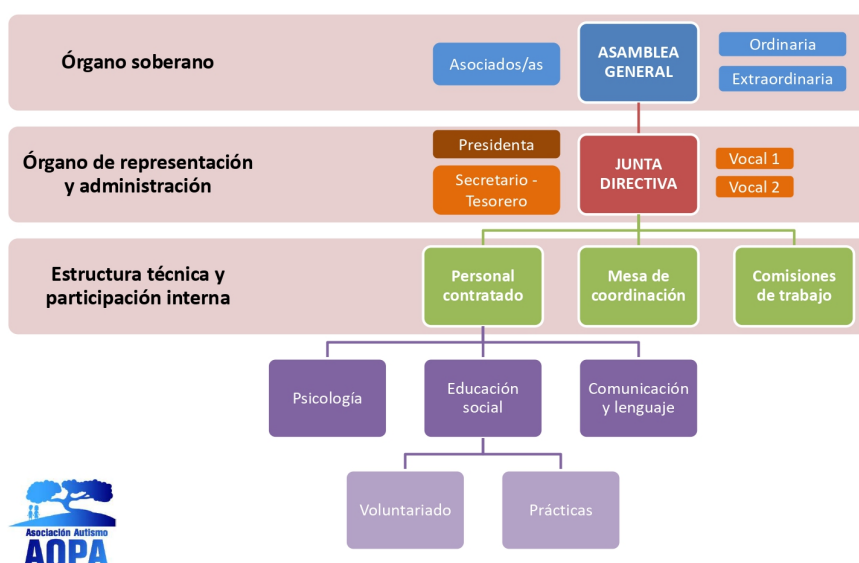 Órgano soberano
Asociados/as
ASAMBLEA
GENERAL
Ordinaria
Extraordinaria
Órgano de representación
y administración
Presidenta
Secretario -
Tesorero
JUNTA
DIRECTIVA
Vocal 1
Vocal 2
Estructura técnica y
participación interna
Personal
contratado
Mesa de
coordinación
Comisiones
de trabajo
Psicología
Educación
social
Comunicación
y lenguaje
Voluntariado
Prácticas
Asociación Autismo
AOPA